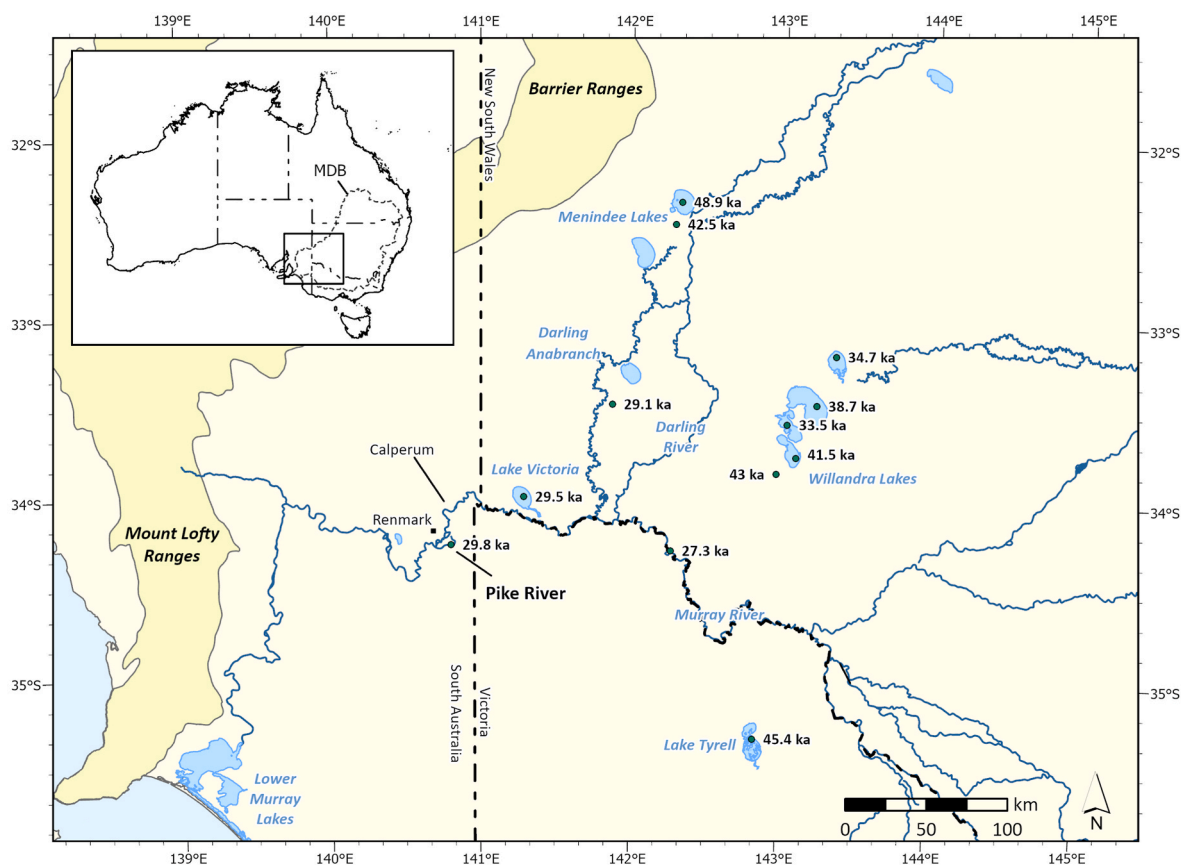 139°E
140°E
141°E
142°E
143°E
144°E
145°E
MDB
New South Wales
Barrier Ranges
32°S
32°S
48.9 ka
Menindee Lakes
42.5 ka
33°S
33°S
Darling
Anabranch
34.7 ka
29.1 ka
38.7 ka
33.5 ka
Darling
River
41.5 ka
Calperum
Lake Victoria
43 ka
Willandra Lakes
29.5 ka
34°S
34°S
Renmark
Mount Lofty
Ranges
29.8 ka
27.3 ka
Pike River
Murray River
35°S
35°S
South Australia
Victoria
Lake Tyrell
45.4 ka
Lower
Murray
Lakes
km
0
50
100
N
139°E
140°E
141°E
142°E
143°E
144°E
145°E